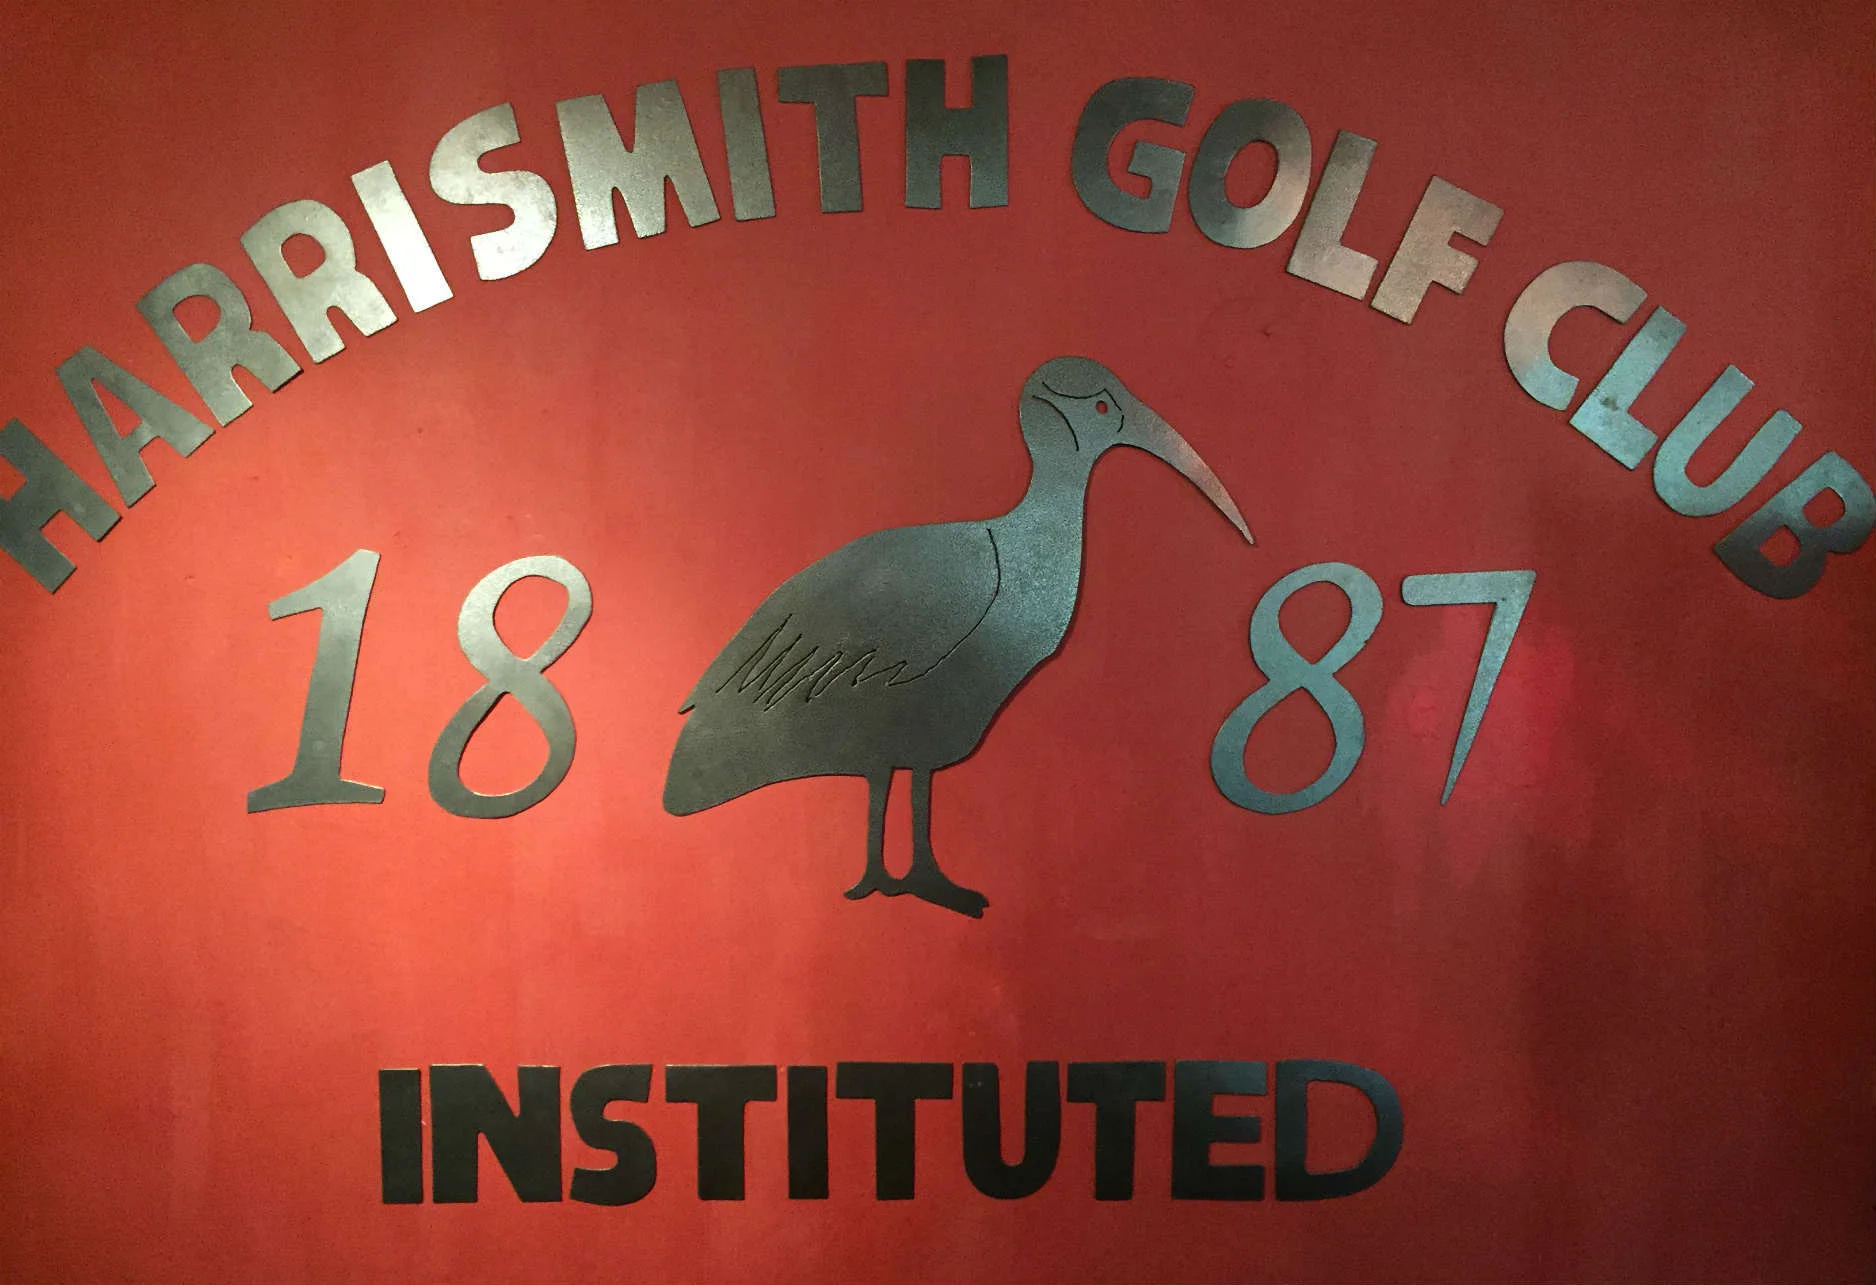 HARRISMITH GOLF CLUB
18 87
INSTITUTED